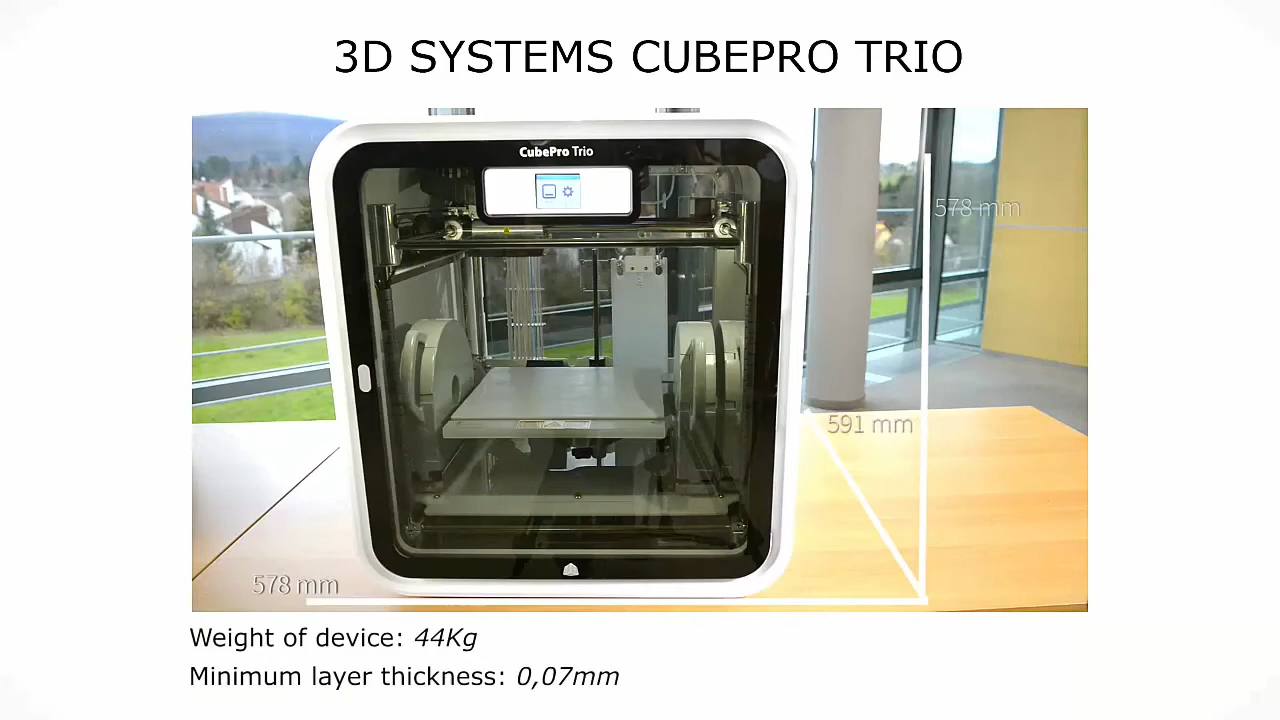 3D SYSTEMS CUBEPRO TRIO
CubePro Trio
578 mm
591 mm
578 mm
Weight of device: 44Kg
Minimum layer thickness: 0,07mm